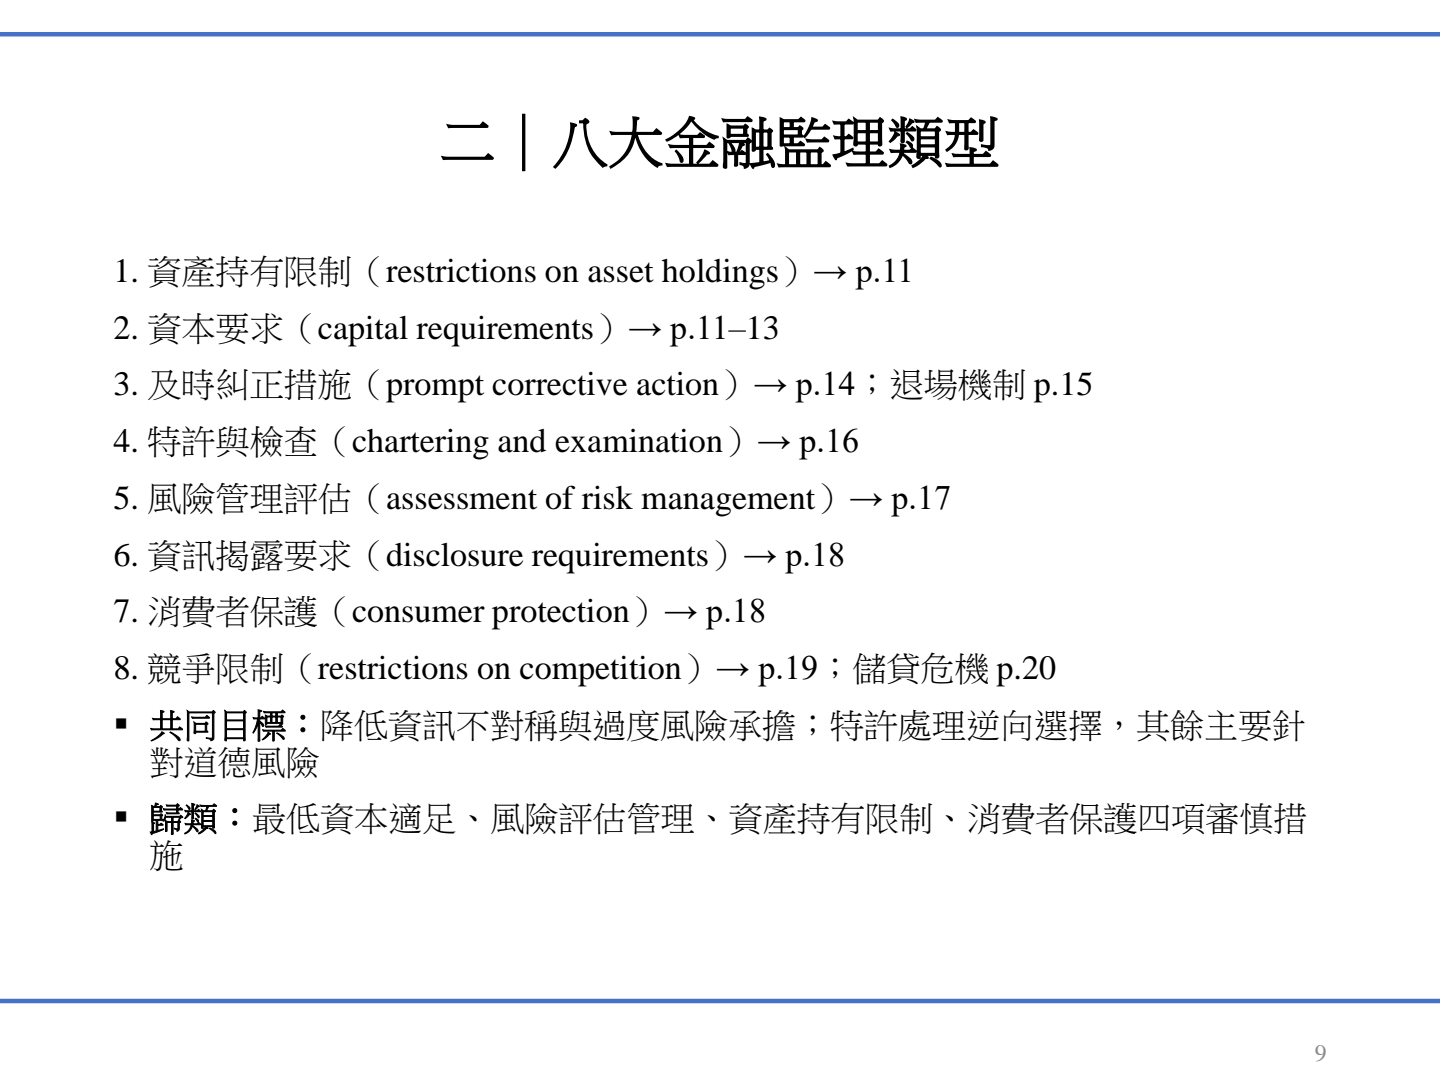 二｜八大金融監理類型
1. 資產持有限制（restrictions on asset holdings）→ p.11
2. 資本要求（capital requirements）→ p.11–13
3. 及時糾正措施（prompt corrective action）→ p.14；退場機制 p.15
4. 特許與檢查（chartering and examination）→ p.16
5. 風險管理評估（assessment of risk management）→ p.17
6. 資訊揭露要求（disclosure requirements）→ p.18
7. 消費者保護（consumer protection）→ p.18
8. 競爭限制（restrictions on competition）→ p.19；儲貸危機 p.20
▪ 共同目標：降低資訊不對稱與過度風險承擔；特許處理逆向選擇，其餘主要針
對道德風險
▪ 歸類：最低資本適足、風險評估管理、資產持有限制、消費者保護四項審慎措
施
9